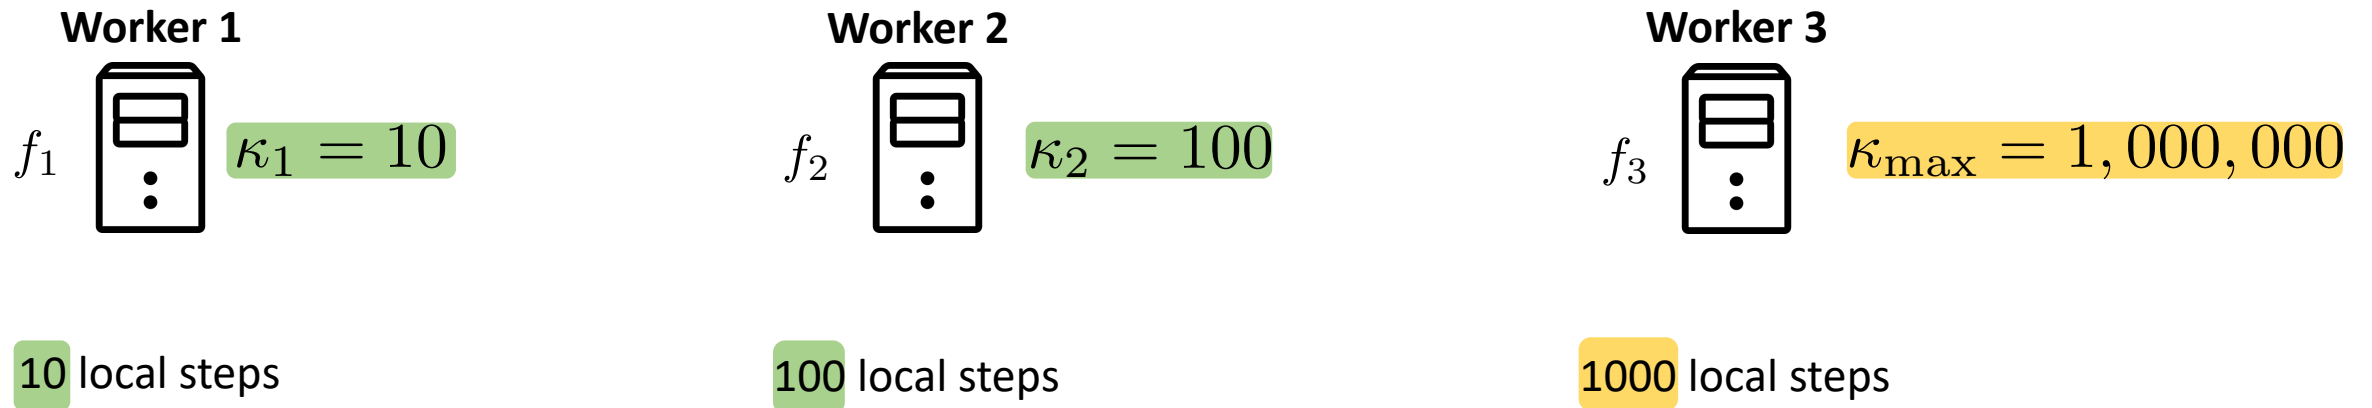 Worker 1
f₁ κ₁ = 10
10 local steps
Worker 2
f₂ κ₂ = 100
100 local steps
Worker 3
f₃ κ_max = 1,000,000
1000 local steps